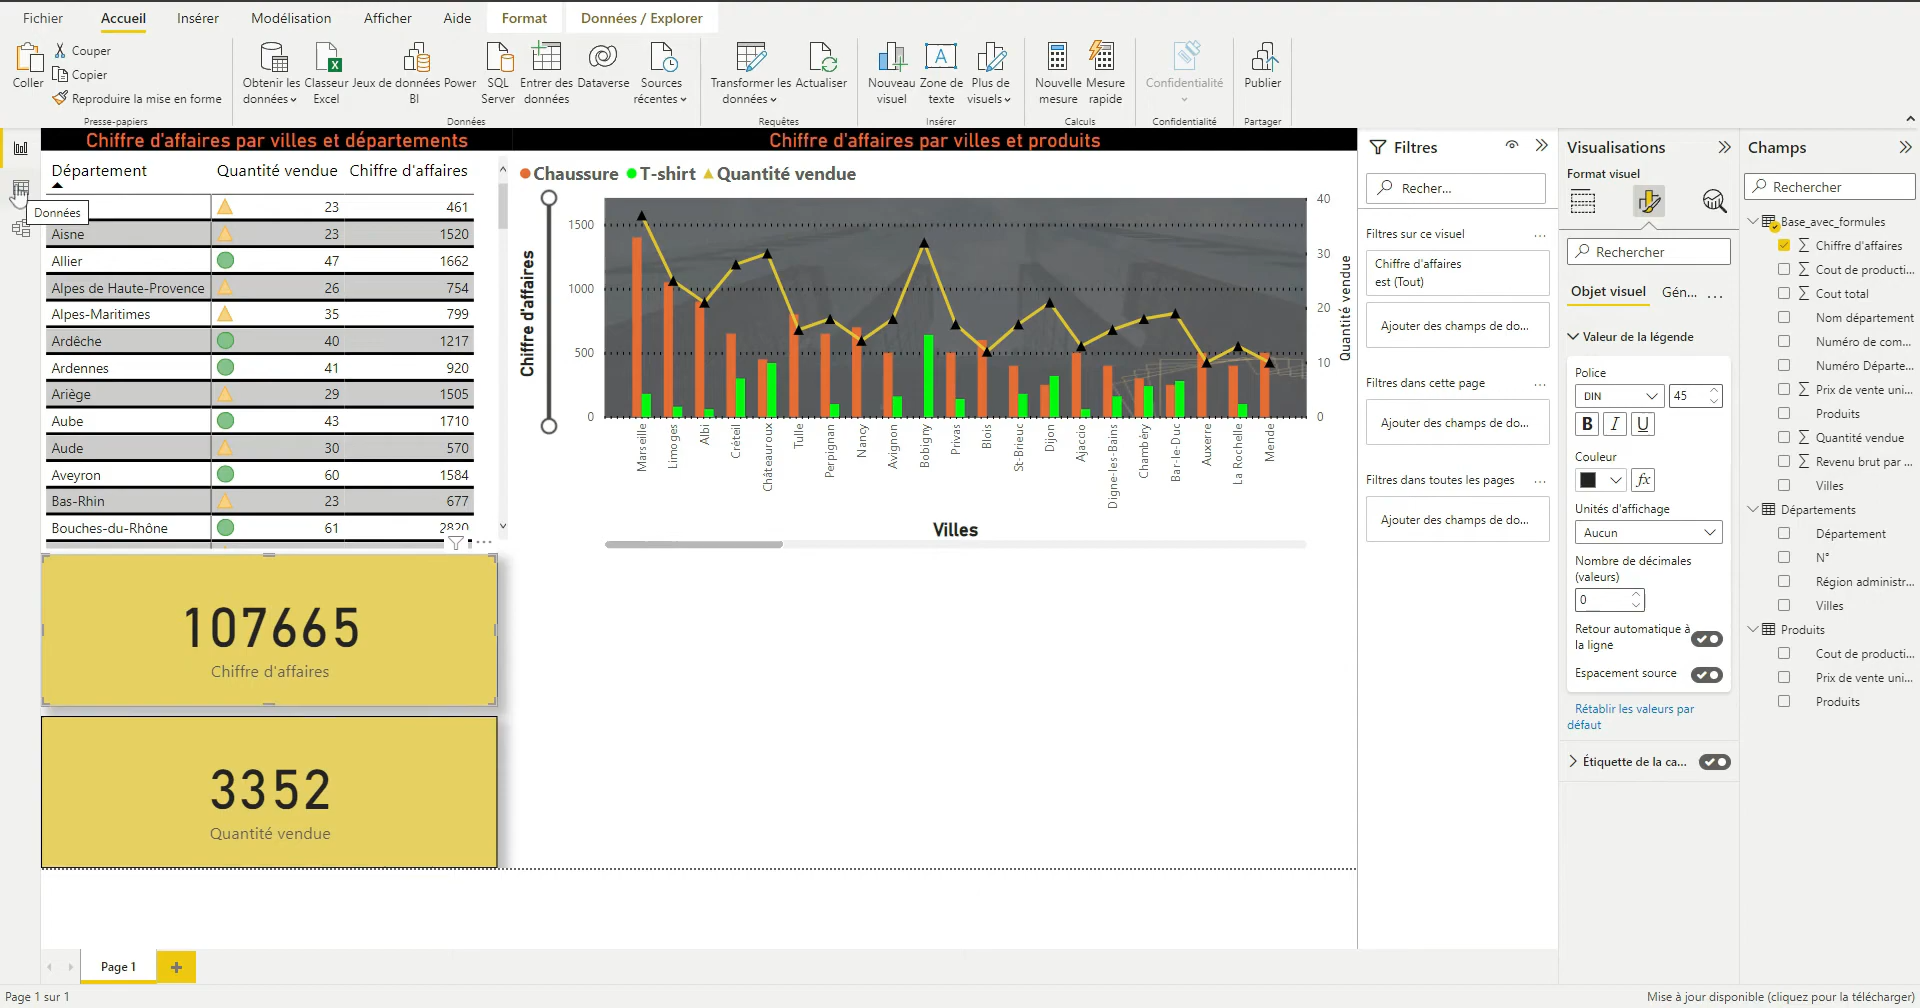 Fichier Accueil Insérer Modélisation Afficher Aide Format Données / Explorer
Coller
Couper
Copier
Reproduire la mise en forme
Presse-papiers
Obtenir les données
Classeur Excel
Jeux de données Power BI
SQL Server
Entrer des données
Dataverse
Sources récentes
Données
Transformer les données
Actualiser
Requêtes
Nouveau visuel
Zone de texte
Plus de visuels
Insérer
Nouvelle mesure
Mesure rapide
Calculs
Confidentialité
Confidentialité
Publier
Partager
Chiffre d'affaires par villes et départements
Département Quantité vendue Chiffre d'affaires
23 461
Données
Aisne 23 1520
Allier 47 1662
Alpes de Haute-Provence 26 754
Alpes-Maritimes 35 799
Ardêche 40 1217
Ardennes 41 920
Ariège 29 1505
Aube 43 1710
Aude 30 570
Aveyron 60 1584
Bas-Rhin 23 677
Bouches-du-Rhône 61 2820
107665
Chiffre d'affaires
3352
Quantité vendue
Chiffre d'affaires par villes et produits
Chaussure T-shirt Quantité vendue
Chiffre d'affaires
1500
1000
500
0
40
30
20
10
0
Quantité vendue
Marseille
Limoges
Albi
Créteil
Châteauroux
Tulle
Perpignan
Nancy
Avignon
Bobigny
Privas
Blois
St-Brieuc
Dijon
Ajaccio
Digne-les-Bains
Chambéry
Bar-le-Duc
Auxerre
La Rochelle
Mende
Villes
Filtres
Recher...
Filtres sur ce visuel ...
Chiffre d'affaires
est (Tout)
Ajouter des champs de do...
Filtres dans cette page ...
Ajouter des champs de do...
Filtres dans toutes les pages ...
Ajouter des champs de do...
Visualisations
Format visuel
Rechercher
Objet visuel Gén... ...
Valeur de la légende
Police
DIN 45
B I U
Couleur
fx
Unités d'affichage
Aucun
Nombre de décimales
(valeurs)
0
Retour automatique à
la ligne
Espacement source
Rétablir les valeurs par
défaut
Étiquette de la ca...
Champs
Rechercher
Base_avec_formules
Chiffre d'affaires
Cout de producti...
Cout total
Nom département
Numéro de com...
Numéro Départe...
Prix de vente uni...
Produits
Quantité vendue
Revenu brut par ...
Villes
Départements
Département
N°
Région administr...
Villes
Produits
Cout de producti...
Prix de vente uni...
Produits
Page 1
+
Page 1 sur 1
Mise à jour disponible (cliquez pour la télécharger)